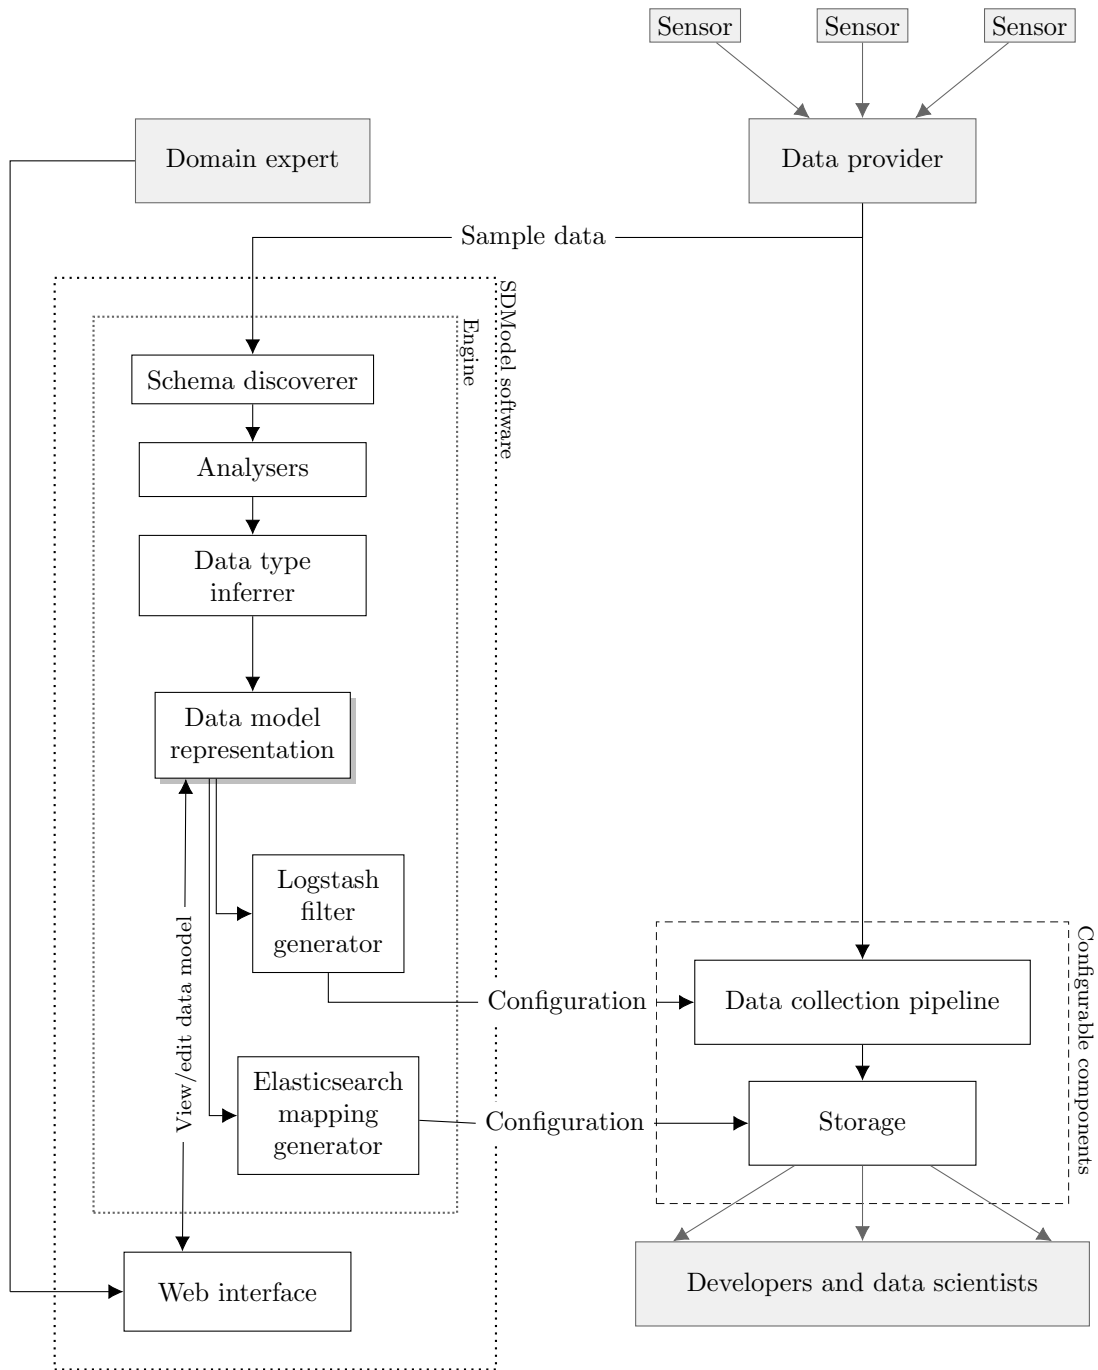 Sensor
Sensor
Sensor
Domain expert
Data provider
Sample data
SDModel software
Engine
Schema discoverer
Analysers
Data type
inferrer
Data model
representation
Logstash
filter
generator
View/edit data model
Configuration
Data collection pipeline
Configurable components
Elasticsearch
mapping
generator
Configuration
Storage
Web interface
Developers and data scientists